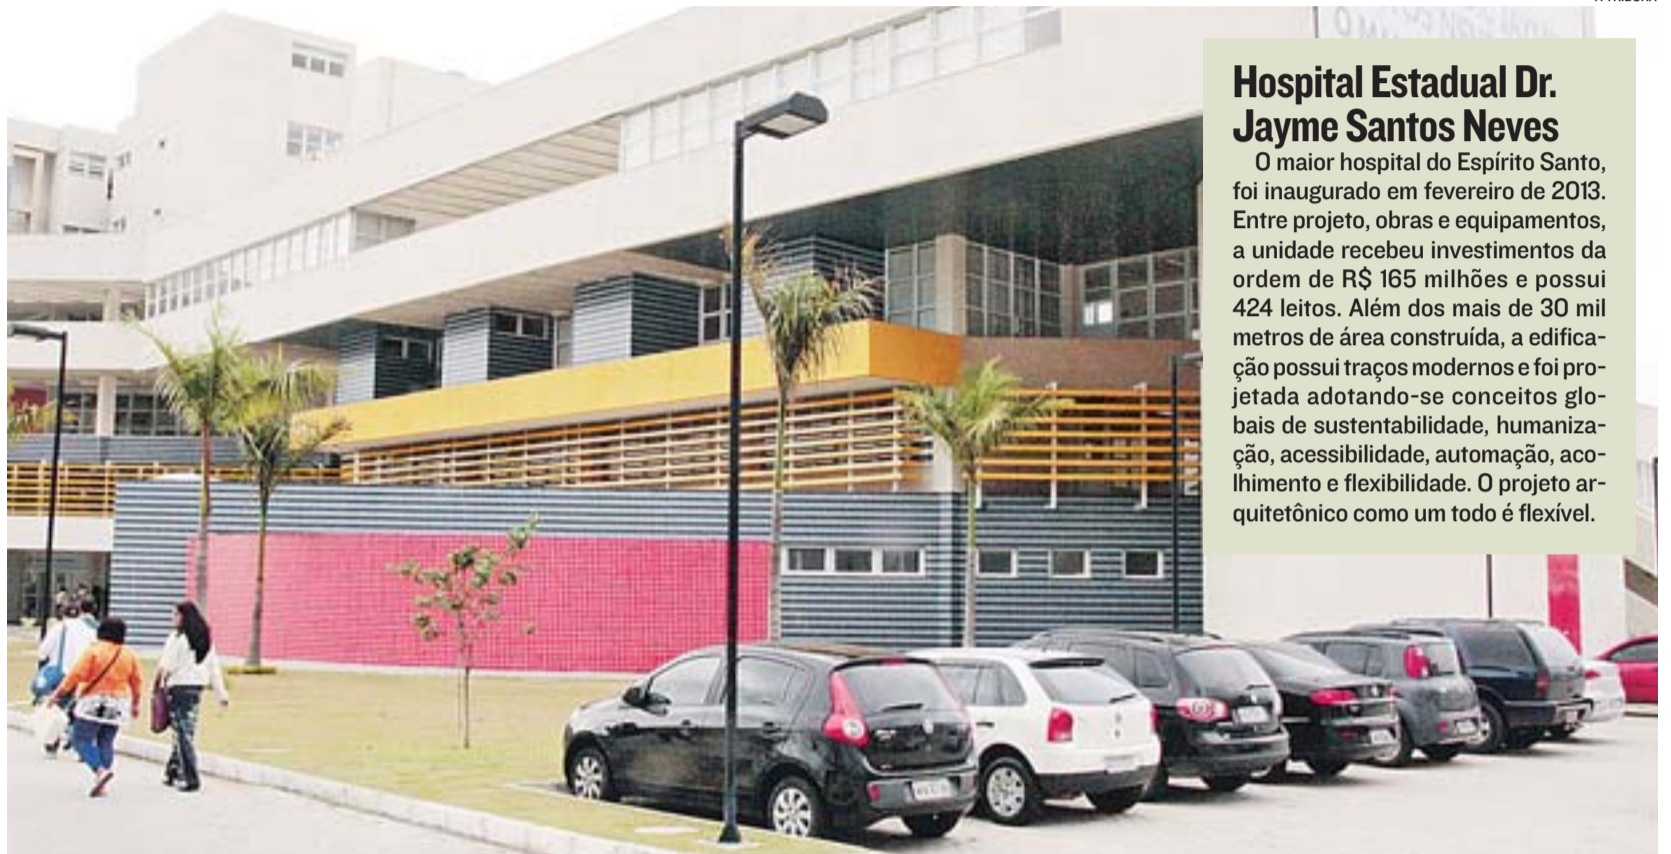 Hospital Estadual Dr.
Jayme Santos Neves
O maior hospital do Espírito Santo,
foi inaugurado em fevereiro de 2013.
Entre projeto, obras e equipamentos,
a unidade recebeu investimentos da
ordem de R$ 165 milhões e possui
424 leitos. Além dos mais de 30 mil
metros de área construída, a edifica-
ção possui traços modernos e foi pro-
jetada adotando-se conceitos glo-
bais de sustentabilidade, humaniza-
ção, acessibilidade, automação, aco-
lhimento e flexibilidade. O projeto ar-
quitetônico como um todo é flexível.